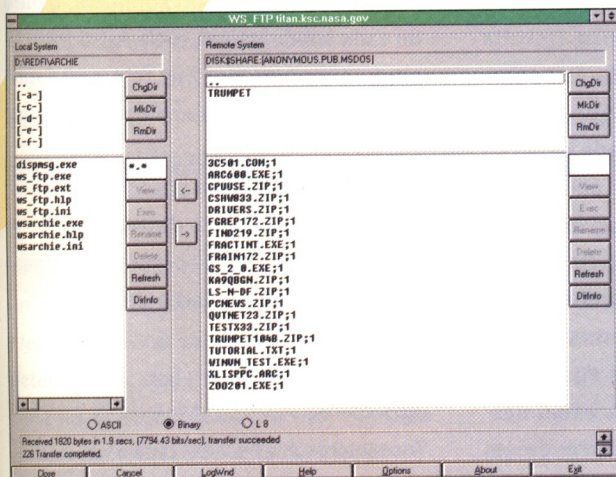 WS_FTP titan.ksc.nasa.gov
Local System
D:\REDFI\ARCHIE
..
[-a-]
[-c-]
[-d-]
[-e-]
[-f-]
ChgDir
MkDir
RmDir
dispmsg.exe
ws_ftp.exe
ws_ftp.ext
ws_ftp.hlp
ws_ftp.ini
wsarchie.exe
wsarchie.hlp
wsarchie.ini
*.*
View
Exec
Rename
Delete
Refresh
DirInfo
<--
-->
Remote System
DISK$SHARE:[ANONYMOUS.PUB.MSDOS]
..
TRUMPET
ChgDir
MkDir
RmDir
3C501.COM;1
ARC600.EXE;1
CPUUSE.ZIP;1
CSHW033.ZIP;1
DRIVERS.ZIP;1
FGREP172.ZIP;1
FIND219.ZIP;1
FRACTINT.EXE;1
FRAIN172.ZIP;1
GS_2_0.EXE;1
KA9QBGN.ZIP;1
LS-N-DF.ZIP;1
PCNEWS.ZIP;1
QVTNET23.ZIP;1
TESTX33.ZIP;1
TRUMPET104B.ZIP;1
TUTORIAL.TXT;1
WINVN_TEST.EXE;1
XLISPPC.ARC;1
ZOO201.EXE;1
View
Exec
Rename
Delete
Refresh
DirInfo
ASCII
Binary
L 8
Received 1820 bytes in 1.9 secs, (7794.43 bits/sec), transfer succeeded
226 Transfer completed.
Close
Cancel
LogWnd
Help
Options
About
Exit